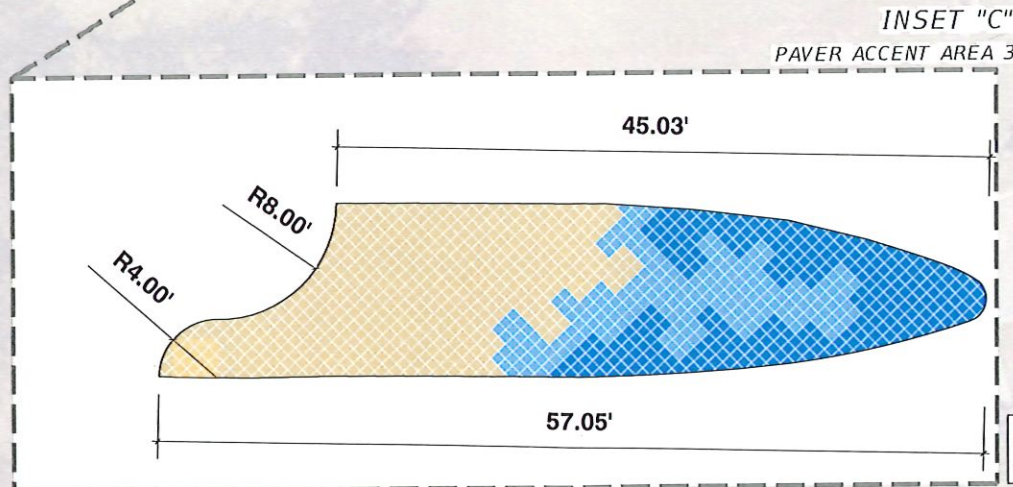 INSET "C"
PAVER ACCENT AREA 3
45.03'
R8.00'
R4.00'
57.05'